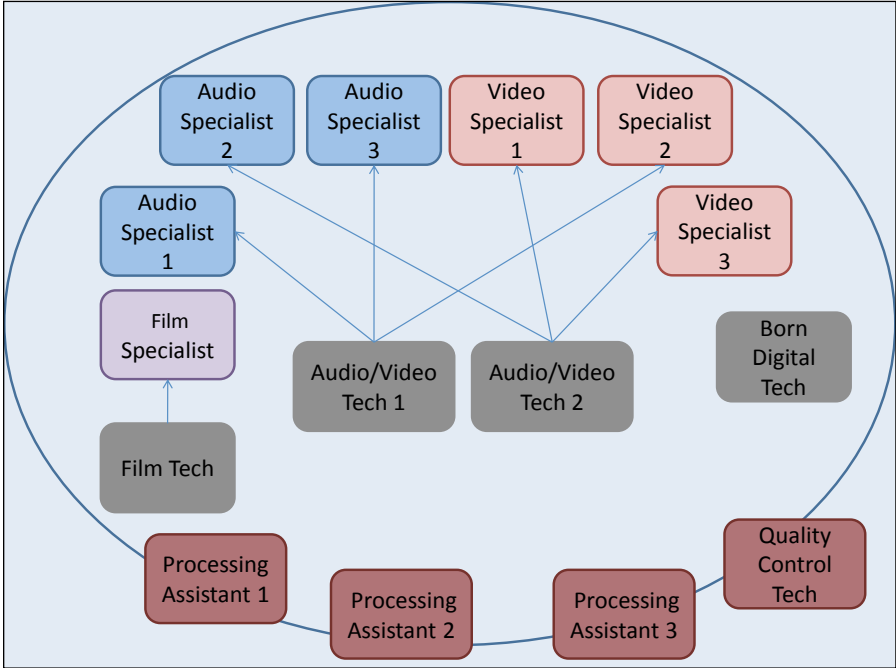 Audio
Specialist
2
Audio
Specialist
3
Video
Specialist
1
Video
Specialist
2
Audio
Specialist
1
Video
Specialist
3
Film
Specialist
Audio/Video
Tech 1
Audio/Video
Tech 2
Born
Digital
Tech
Film Tech
Processing
Assistant 1
Processing
Assistant 2
Processing
Assistant 3
Quality
Control
Tech